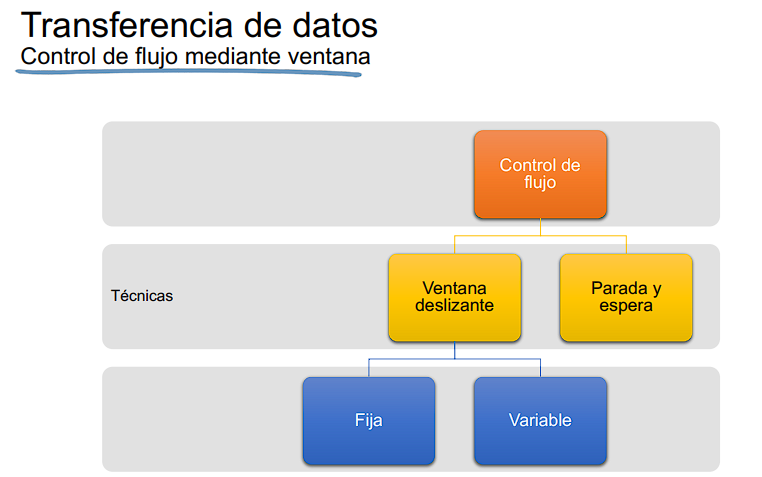 Transferencia de datos
Control de flujo mediante ventana
Control de
flujo
Técnicas
Ventana
deslizante
Parada y
espera
Fija
Variable